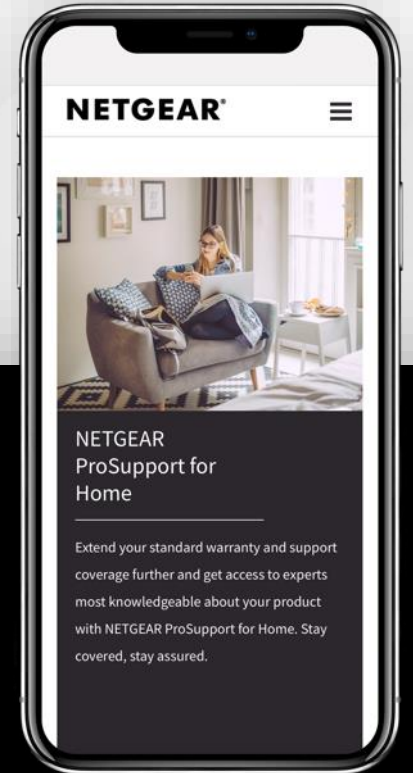 NETGEAR®
NETGEAR
ProSupport for
Home
Extend your standard warranty and support
coverage further and get access to experts
most knowledgeable about your product
with NETGEAR ProSupport for Home. Stay
covered, stay assured.